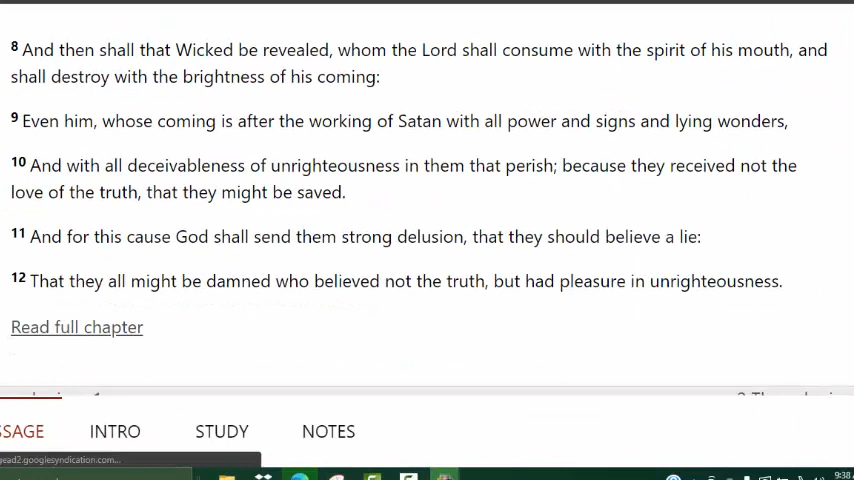 8 And then shall that Wicked be revealed, whom the Lord shall consume with the spirit of his mouth, and
shall destroy with the brightness of his coming:
9 Even him, whose coming is after the working of Satan with all power and signs and lying wonders,
10 And with all deceivableness of unrighteousness in them that perish; because they received not the
love of the truth, that they might be saved.
11 And for this cause God shall send them strong delusion, that they should believe a lie:
12 That they all might be damned who believed not the truth, but had pleasure in unrighteousness.
Read full chapter
SSAGE INTRO STUDY NOTES
gead2.googlesyndication.com...
9:38